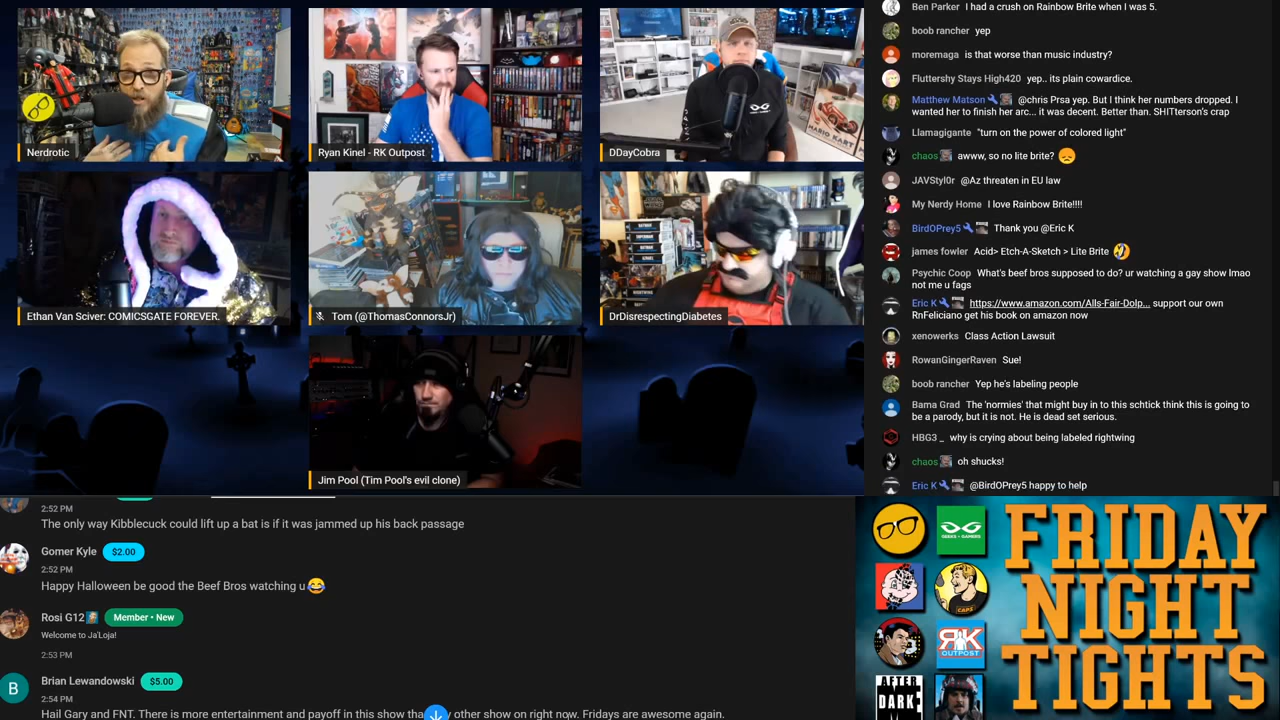 Nerdrotic
Ryan Kinel - RK Outpost
DDayCobra
MARIO KART
Ethan Van Sciver: COMICSGATE FOREVER.
Tom (@ThomasConnorsJr)
DrDisrespectingDiabetes
Jim Pool (Tim Pool's evil clone)
Ben Parker I had a crush on Rainbow Brite when I was 5.
boob rancher yep
moremaga is that worse than music industry?
Fluttershy Stays High420 yep.. its plain cowardice.
Matthew Matson @chris Prsa yep. But I think her numbers dropped. I
wanted her to finish her arc... it was decent. Better than. SHITterson's crap
Llamagigante "turn on the power of colored light"
chaos awww, so no lite brite? 😞
JAVStyl0r @Az threaten in EU law
My Nerdy Home I love Rainbow Brite!!!!
BirdOPrey5 Thank you @Eric K
james fowler Acid> Etch-A-Sketch > Lite Brite 🤣
Psychic Coop What's beef bros supposed to do? ur watching a gay show lmao
not me u fags
Eric K https://www.amazon.com/Alls-Fair-Dolp... support our own
RnFeliciano get his book on amazon now
xenowerks Class Action Lawsuit
RowanGingerRaven Sue!
boob rancher Yep he's labeling people
Bama Grad The 'normies' that might buy in to this schtick think this is going to
be a parody, but it is not. He is dead set serious.
HBG3 _ why is crying about being labeled rightwing
chaos oh shucks!
Eric K @BirdOPrey5 happy to help
2:52 PM
The only way Kibblecuck could lift up a bat is if it was jammed up his back passage
Gomer Kyle $2.00
2:52 PM
Happy Halloween be good the Beef Bros watching u😂
Rosi G12 Member • New
Welcome to Ja'Loja!
2:53 PM
B
Brian Lewandowski $5.00
2:54 PM
Hail Gary and FNT. There is more entertainment and payoff in this show other show on right now. Fridays are awesome again.
GEEKS + GAMERS
CAPS
RK
OUTPOST
AFTER
DARK
FRIDAY
NIGHT
TIGHTS